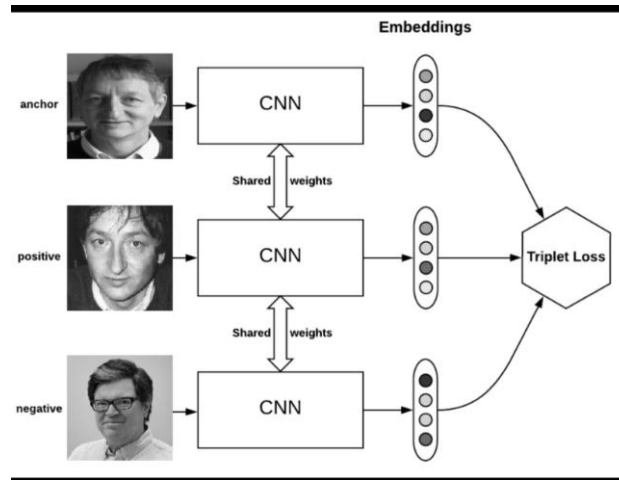 Embeddings
anchor
CNN
Shared weights
positive
CNN
Triplet Loss
Shared weights
negative
CNN